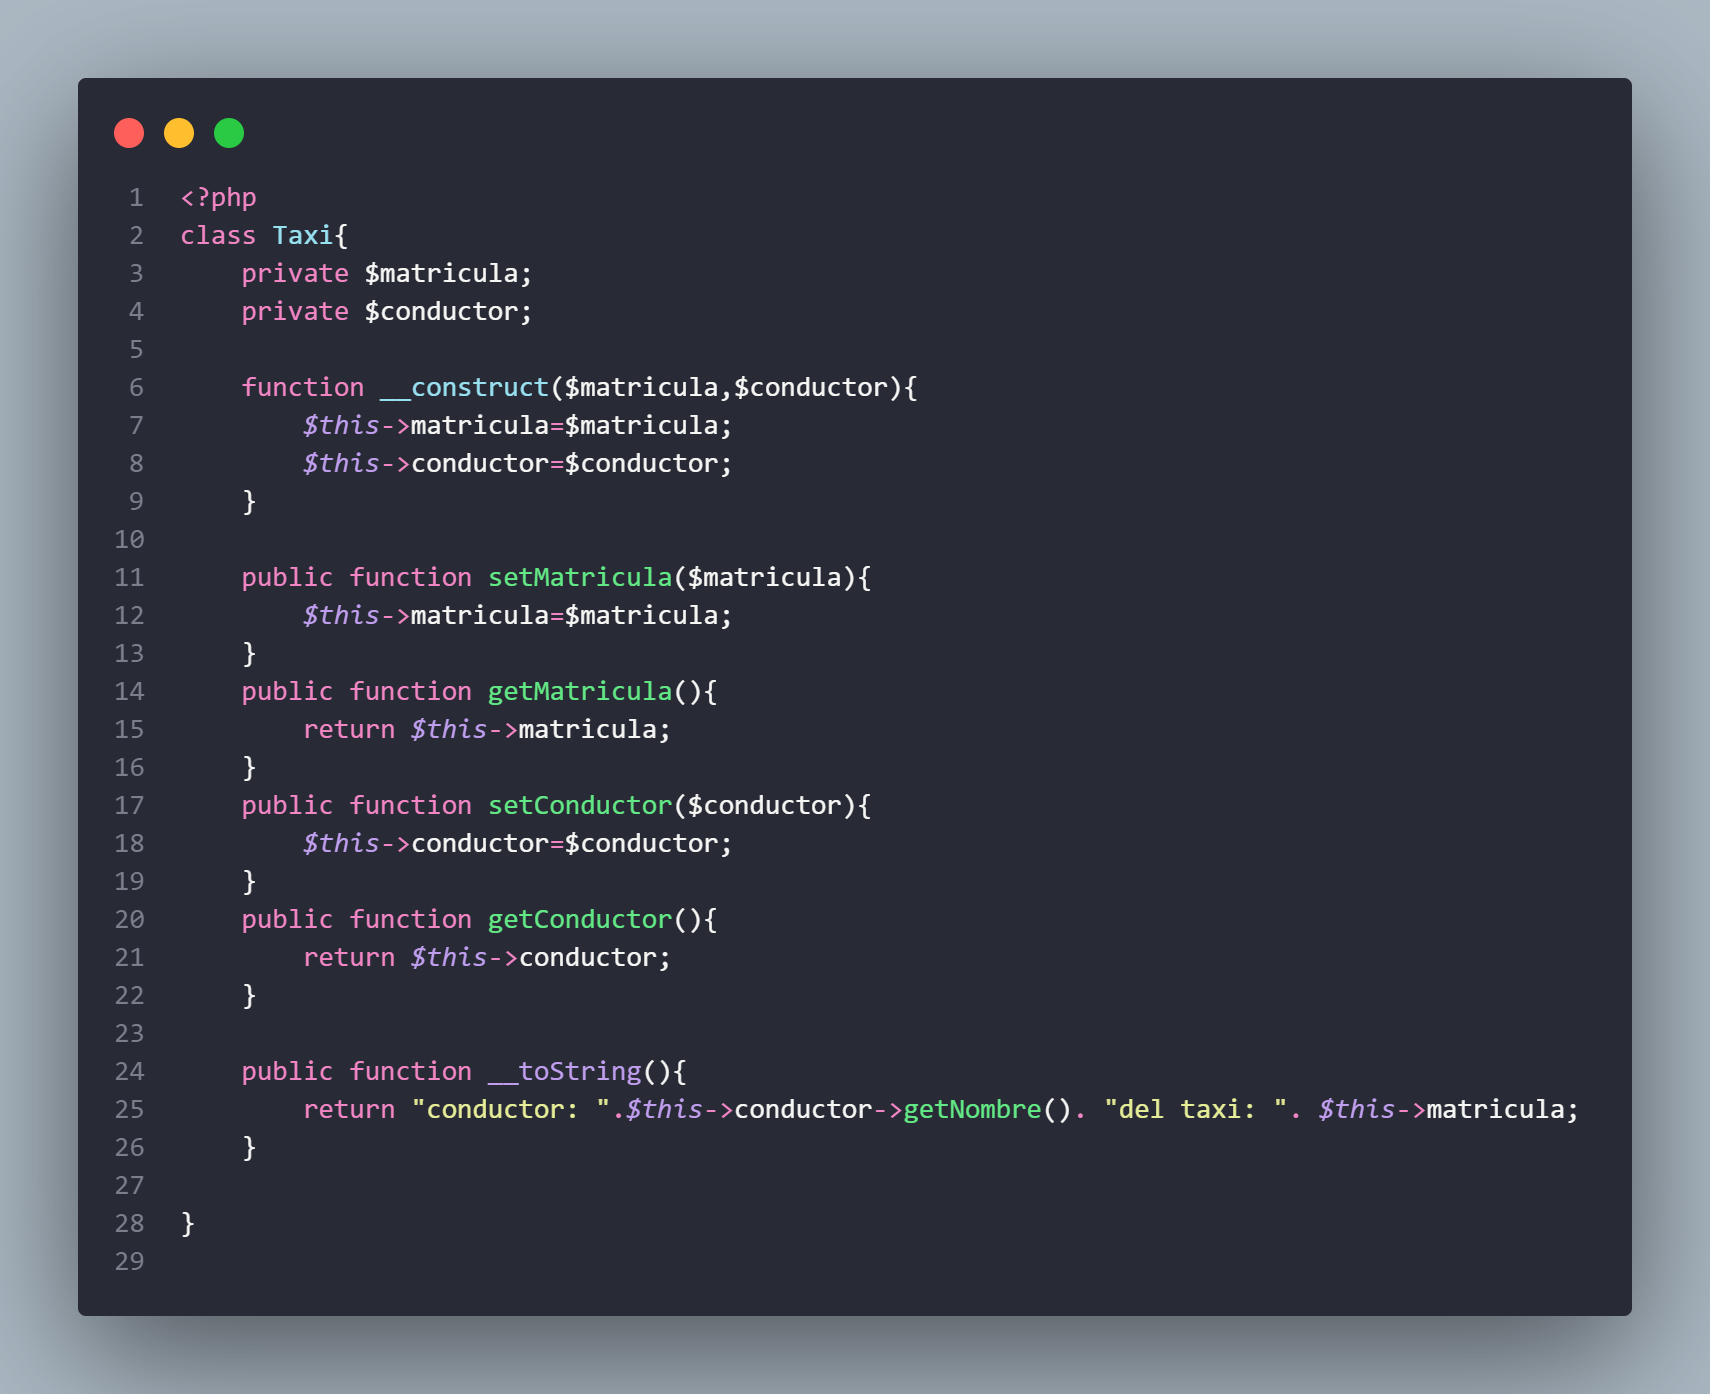 1 <?php
2 class Taxi{
3     private $matricula;
4     private $conductor;
5
6     function __construct($matricula,$conductor){
7         $this->matricula=$matricula;
8         $this->conductor=$conductor;
9     }
10
11     public function setMatricula($matricula){
12         $this->matricula=$matricula;
13     }
14     public function getMatricula(){
15         return $this->matricula;
16     }
17     public function setConductor($conductor){
18         $this->conductor=$conductor;
19     }
20     public function getConductor(){
21         return $this->conductor;
22     }
23
24     public function __toString(){
25         return "conductor: ".$this->conductor->getNombre(). "del taxi: ". $this->matricula;
26     }
27
28 }
29